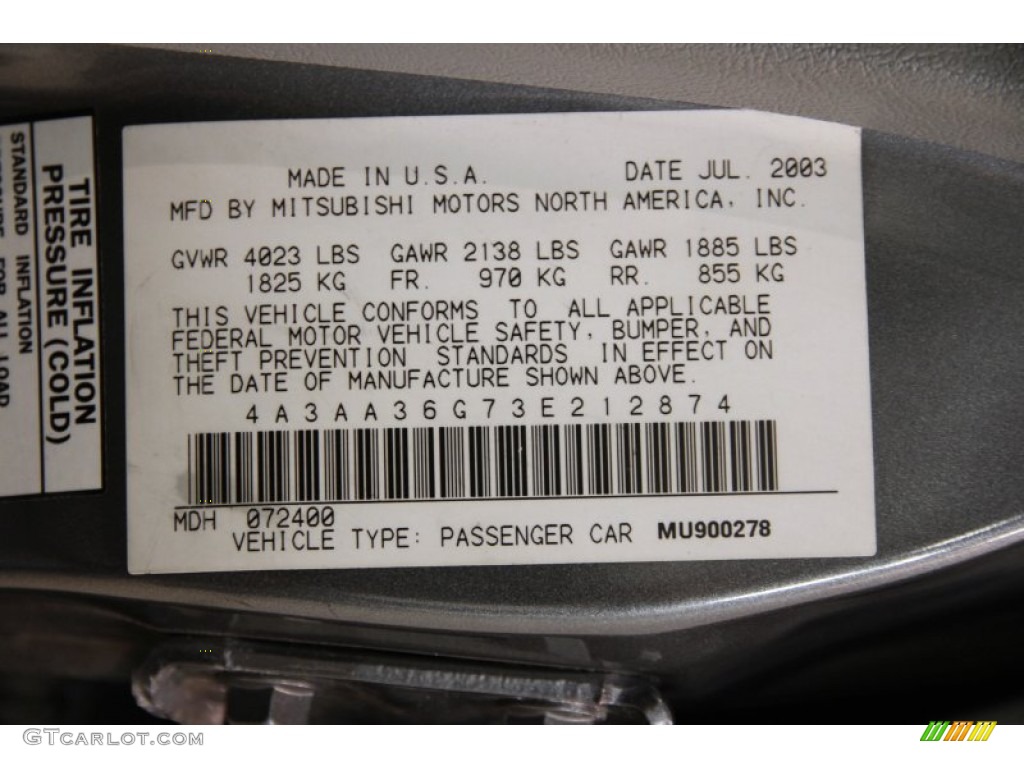 MADE IN U.S.A. DATE JUL. 2003
MFD BY MITSUBISHI MOTORS NORTH AMERICA, INC.
GVWR 4023 LBS GAWR 2138 LBS GAWR 1885 LBS
1825 KG FR. 970 KG RR. 855 KG
THIS VEHICLE CONFORMS TO ALL APPLICABLE
FEDERAL MOTOR VEHICLE SAFETY, BUMPER, AND
THEFT PREVENTION STANDARDS IN EFFECT ON
THE DATE OF MANUFACTURE SHOWN ABOVE.
4A3AA36G73E212874
MDH 072400
VEHICLE TYPE: PASSENGER CAR MU900278
TIRE INFLATION
PRESSURE (COLD)
STANDARD INFLATION
FOR ALL LOAD
GTCARLOT.COM